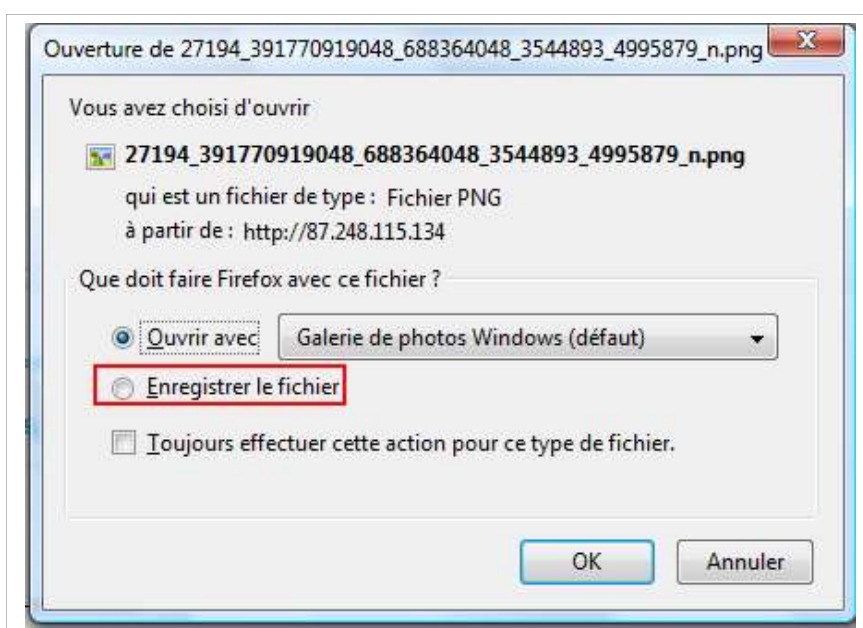 Ouverture de 27194_391770919048_688364048_3544893_4995879_n.png
Vous avez choisi d'ouvrir
27194_391770919048_688364048_3544893_4995879_n.png
qui est un fichier de type : Fichier PNG
à partir de : http://87.248.115.134
Que doit faire Firefox avec ce fichier ?
Ouvrir avec Galerie de photos Windows (défaut)
Enregistrer le fichier
Toujours effectuer cette action pour ce type de fichier.
OK Annuler